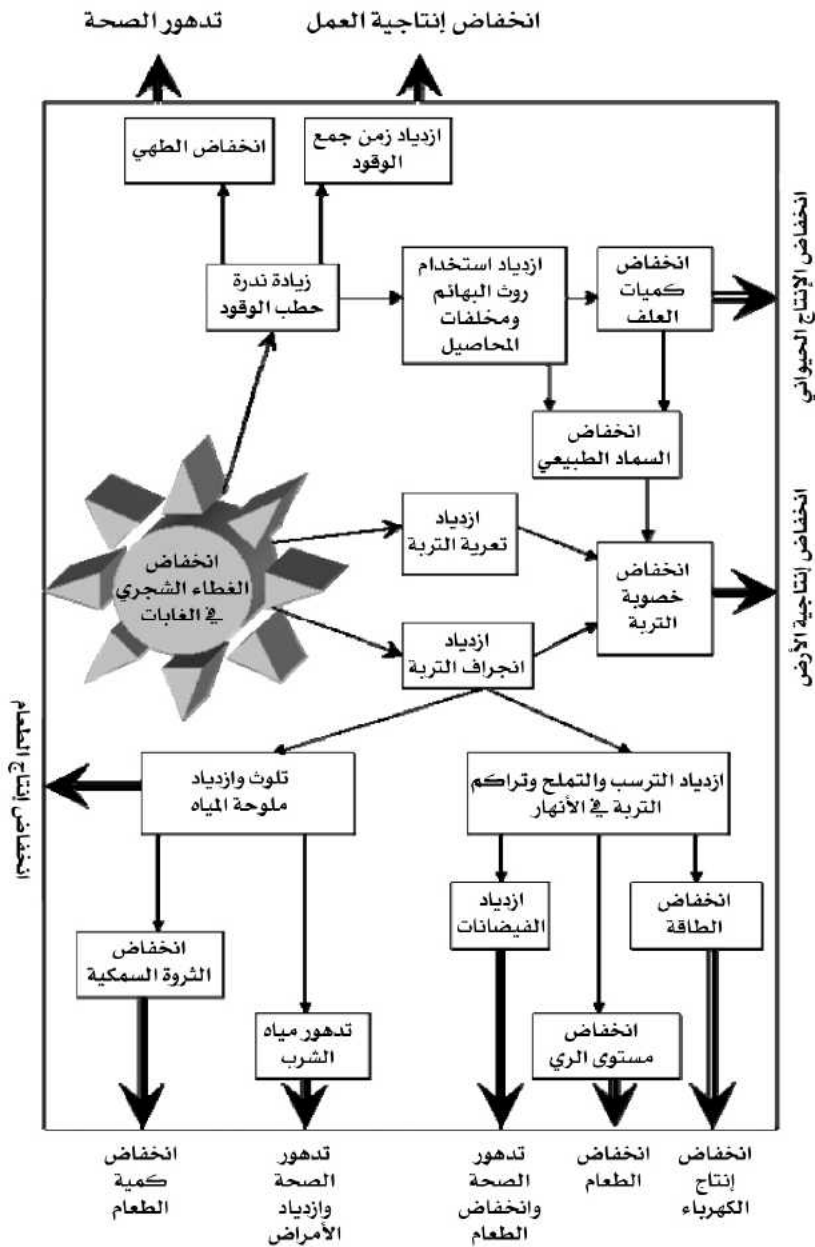 انخفاض إنتاجية العمل
تدهور الصحة
ازدياد زمن جمع
الوقود
انخفاض الطهي
انخفاض
كميات
العلف
ازدياد استخدام
روث البهائم
ومخلفات
المحاصيل
زيادة ندرة
حطب الوقود
انخفاض الإنتاج الحيواني
انخفاض
السماد الطبيعي
ازدياد
تعرية التربة
انخفاض
خصوبة
التربة
انخفاض إنتاجية الأرض
انخفاض
الغطاء الشجري
في الغابات
ازدياد
انجراف التربة
ازدياد الترسب والتملح وتراكم
التربة في الأنهار
تلوث وازدياد
ملوحة المياه
انخفاض إنتاج الطعام
انخفاض
الطاقة
ازدياد
الفيضانات
انخفاض
الثروة السمكية
انخفاض
مستوى الري
تدهور مياه
الشرب
انخفاض
إنتاج
الكهرباء
انخفاض
الطعام
تدهور
الصحة
وانخفاض
الطعام
تدهور
الصحة
وازدياد
الأمراض
انخفاض
كمية
الطعام